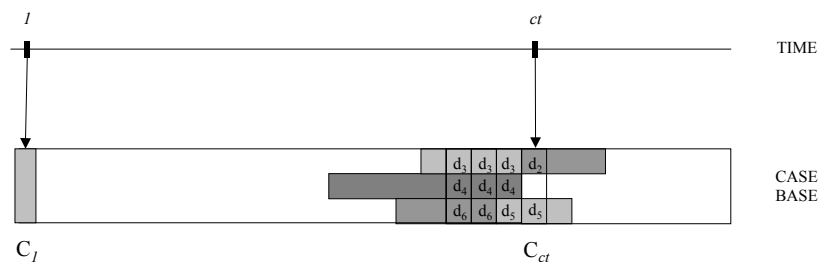 1 ct
TIME
d3 d3 d3 d2
d4 d4 d4
d6 d6 d5 d5
CASE
BASE
C1 Cct